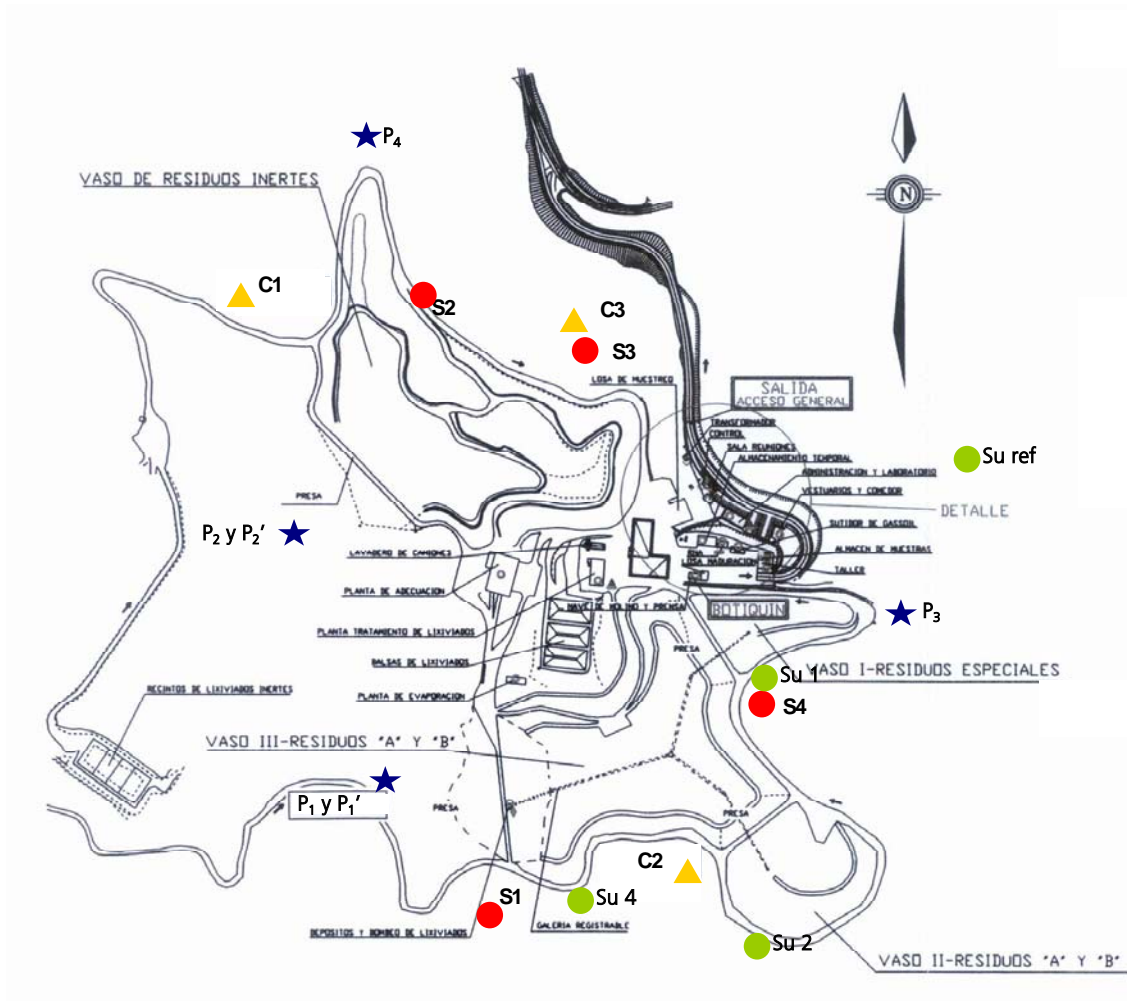 P₄
VASO DE RESIDUOS INERTES
N
C1
S2
C3
S3
LOSA DE MUESTREO
SALIDA
ACCESO GENERAL
TRANSFORMADOR
CONTROL
SALA REUNIONES
ALMACENAMIENTO TEMPORAL
Su ref
ADMINISTRACION Y LABORATORIO
VESTUARIOS Y COMEDOR
PRESA
DETALLE
SUTIDOR DE GASSOIL
P₂ y P₂'
LAVADERO DE CAMIONES
ALMACEN DE MUESTRAS
LOSA MADURACION
TALLER
PLANTA DE ADECUACION
NAVE DE MOLINO Y PRENSA
BOTIQUIN
P₃
PLANTA TRATAMIENTO DE LIXIVIADOS
PRESA
BALSAS DE LIXIVIADOS
VASO I-RESIDUOS ESPECIALES
Su 1
RECINTOS DE LIXIVIADOS INERTES
PLANTA DE EVAPORACION
S4
VASO III-RESIDUOS "A" Y "B"
P₁ y P₁'
PRESA
PRESA
C2
S1
Su 4
DEPOSITOS Y BOMBEO DE LIXIVIADOS
GALERIA REGISTRABLE
Su 2
VASO II-RESIDUOS "A" Y "B"